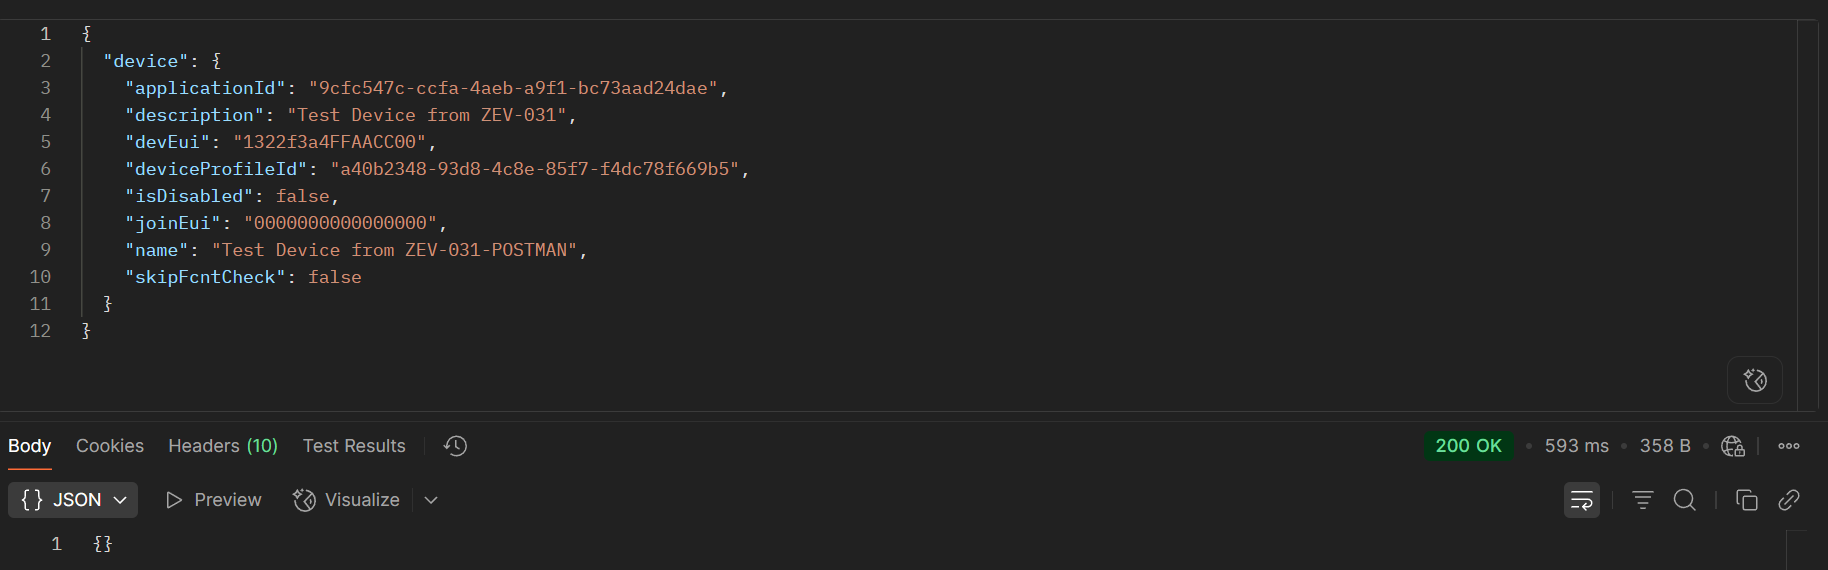 1 {
2 "device": {
3 "applicationId": "9cfc547c-ccfa-4aeb-a9f1-bc73aad24dae",
4 "description": "Test Device from ZEV-031",
5 "devEui": "1322f3a4FFAACC00",
6 "deviceProfileId": "a40b2348-93d8-4c8e-85f7-f4dc78f669b5",
7 "isDisabled": false,
8 "joinEui": "0000000000000000",
9 "name": "Test Device from ZEV-031-POSTMAN",
10 "skipFcntCheck": false
11 }
12 }
Body Cookies Headers (10) Test Results 200 OK • 593 ms • 358 B •
{} JSON Preview Visualize
1 {}